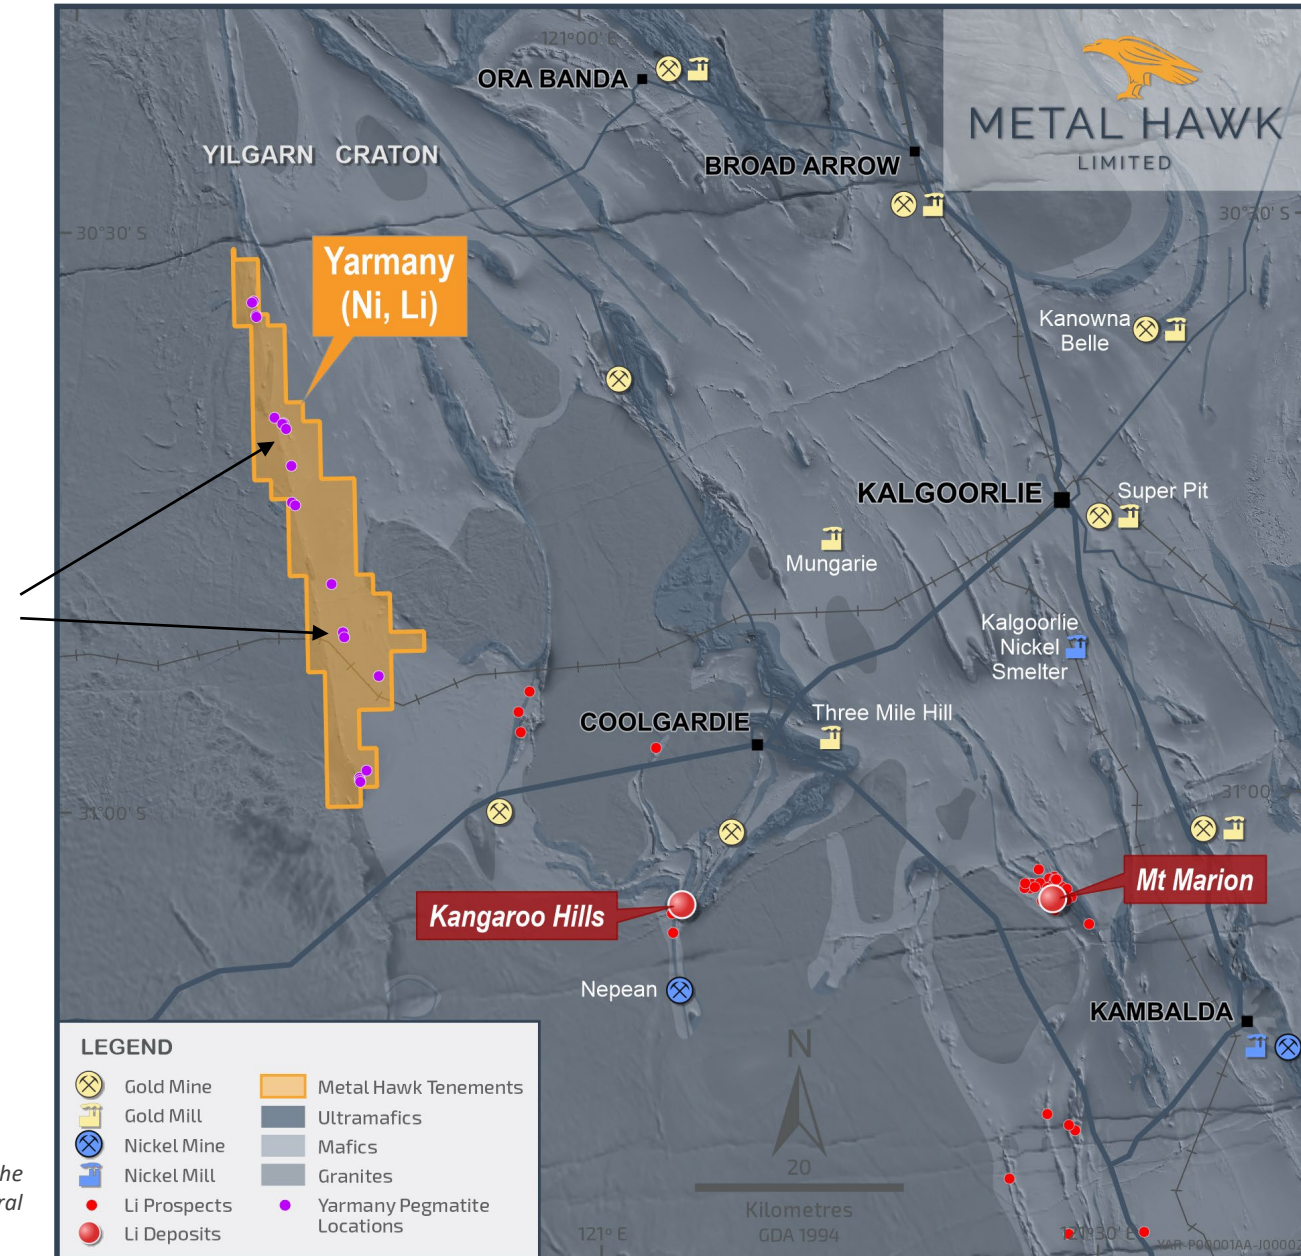 121°00' E
ORA BANDA
METAL HAWK
LIMITED
YILGARN CRATON
BROAD ARROW
30°30' S
30°30' S
Yarmany
(Ni, Li)
Kanowna
Belle
KALGOORLIE
Super Pit
Mungarie
Kalgoorlie
Nickel
Smelter
COOLGARDIE
Three Mile Hill
31°00' S
31°00' S
Mt Marion
Kangaroo Hills
Nepean
KAMBALDA
N
20
Kilometres
GDA 1994
121° E
121°30' E
LEGEND
Gold Mine
Gold Mill
Nickel Mine
Nickel Mill
Li Prospects
Li Deposits
Metal Hawk Tenements
Ultramafics
Mafics
Granites
Yarmany Pegmatite
Locations
he
ral
YAR-P00001AA-J00002